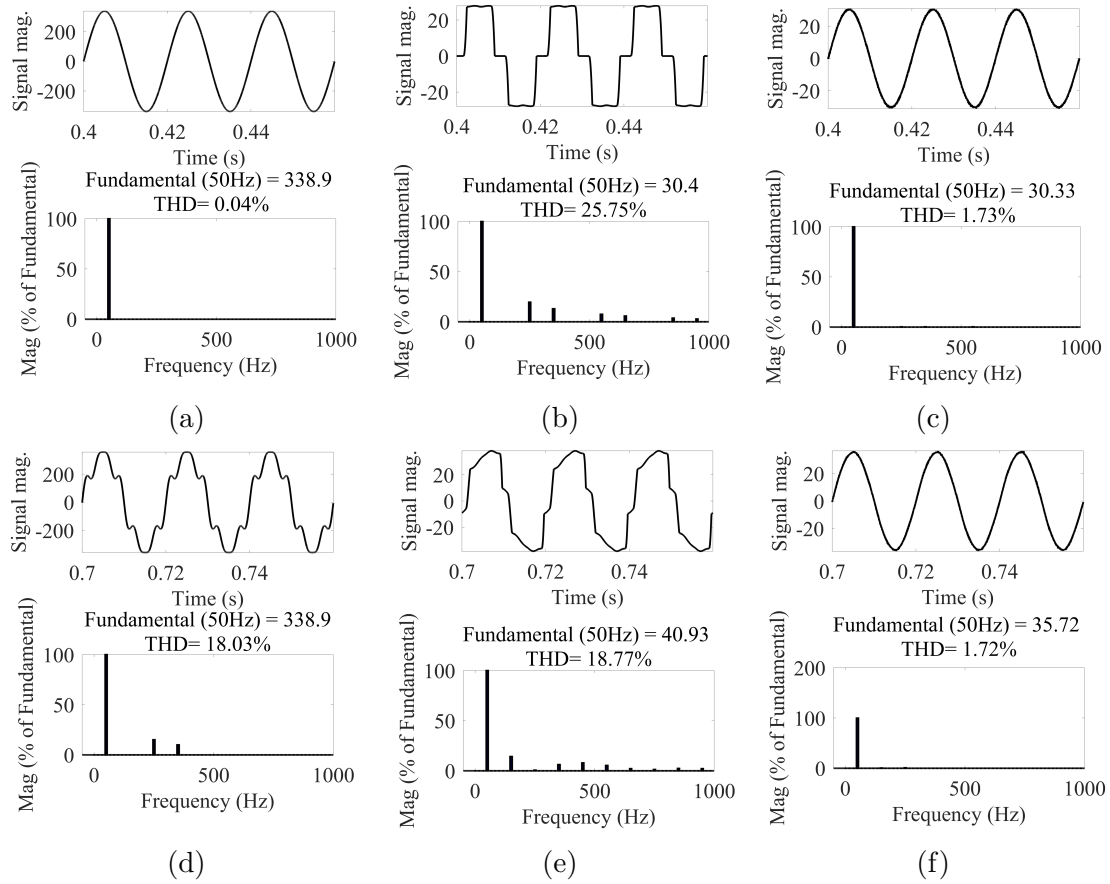 Signal mag.
200
0
-200
0.4
0.42
0.44
Time (s)
Fundamental (50Hz) = 338.9
THD= 0.04%
Mag (% of Fundamental)
100
50
0
0
500
1000
Frequency (Hz)
(a)
Signal mag.
20
0
-20
0.4
0.42
0.44
Time (s)
Fundamental (50Hz) = 30.4
THD= 25.75%
Mag (% of Fundamental)
100
50
0
0
500
1000
Frequency (Hz)
(b)
Signal mag.
20
0
-20
0.4
0.42
0.44
Time (s)
Fundamental (50Hz) = 30.33
THD= 1.73%
Mag (% of Fundamental)
100
50
0
0
500
1000
Frequency (Hz)
(c)
Signal mag.
200
0
-200
0.7
0.72
0.74
Time (s)
Fundamental (50Hz) = 338.9
THD= 18.03%
Mag (% of Fundamental)
100
50
0
0
500
1000
Frequency (Hz)
(d)
Signal mag.
20
0
-20
0.7
0.72
0.74
Time (s)
Fundamental (50Hz) = 40.93
THD= 18.77%
Mag (% of Fundamental)
100
50
0
0
500
1000
Frequency (Hz)
(e)
Signal mag.
20
0
-20
0.7
0.72
0.74
Time (s)
Fundamental (50Hz) = 35.72
THD= 1.72%
Mag (% of Fundamental)
200
100
0
0
500
1000
Frequency (Hz)
(f)